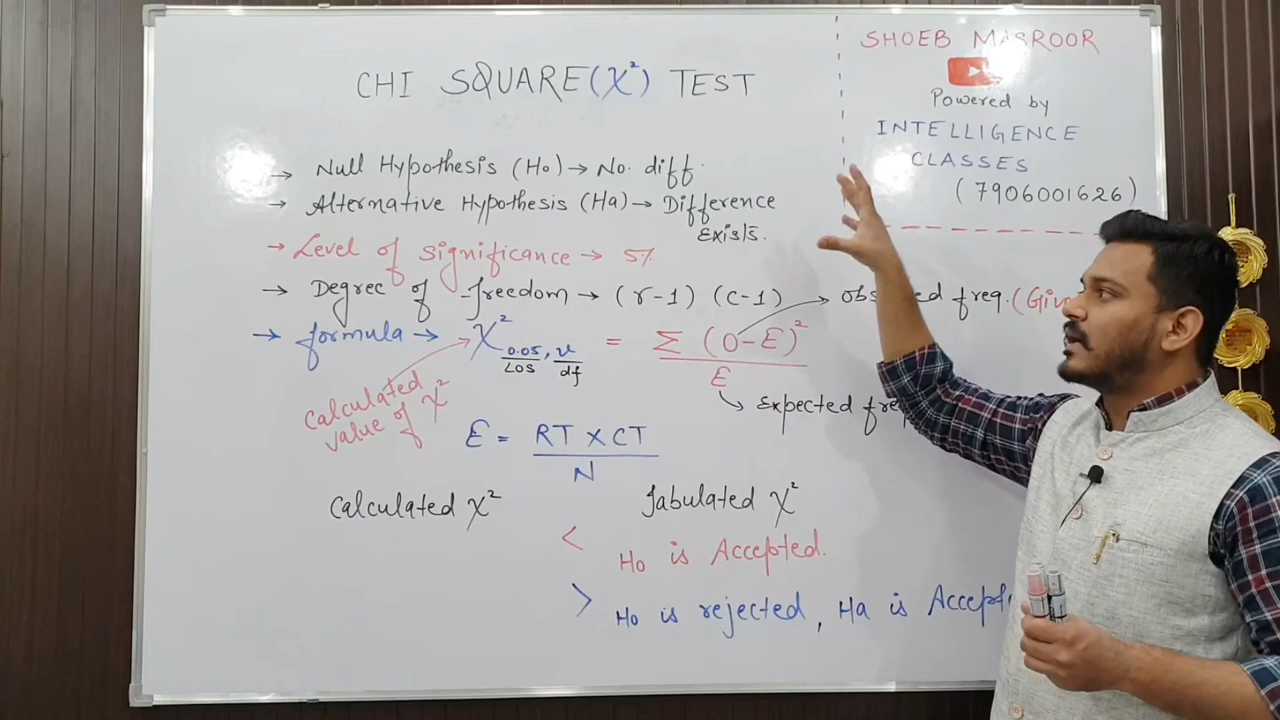 CHI SQUARE (χ²) TEST
SHOEB MASROOR
Powered by
INTELLIGENCE
CLASSES
(7906001626)
→ Null Hypothesis (Ho) → No. diff.
→ Alternative Hypothesis (Ha) → Difference
Exists.
→ Level of significance → 5%
→ Degree of freedom → (r-1) (c-1)
→ formula → χ² 0.05/LOS, ν/df = Σ (O-E)² / E
→ freq.
calculated
value of χ²
Expected
E = RT X CT / N
Calculated χ² Tabulated χ²
< Ho is Accepted.
> Ho is rejected, Ha is